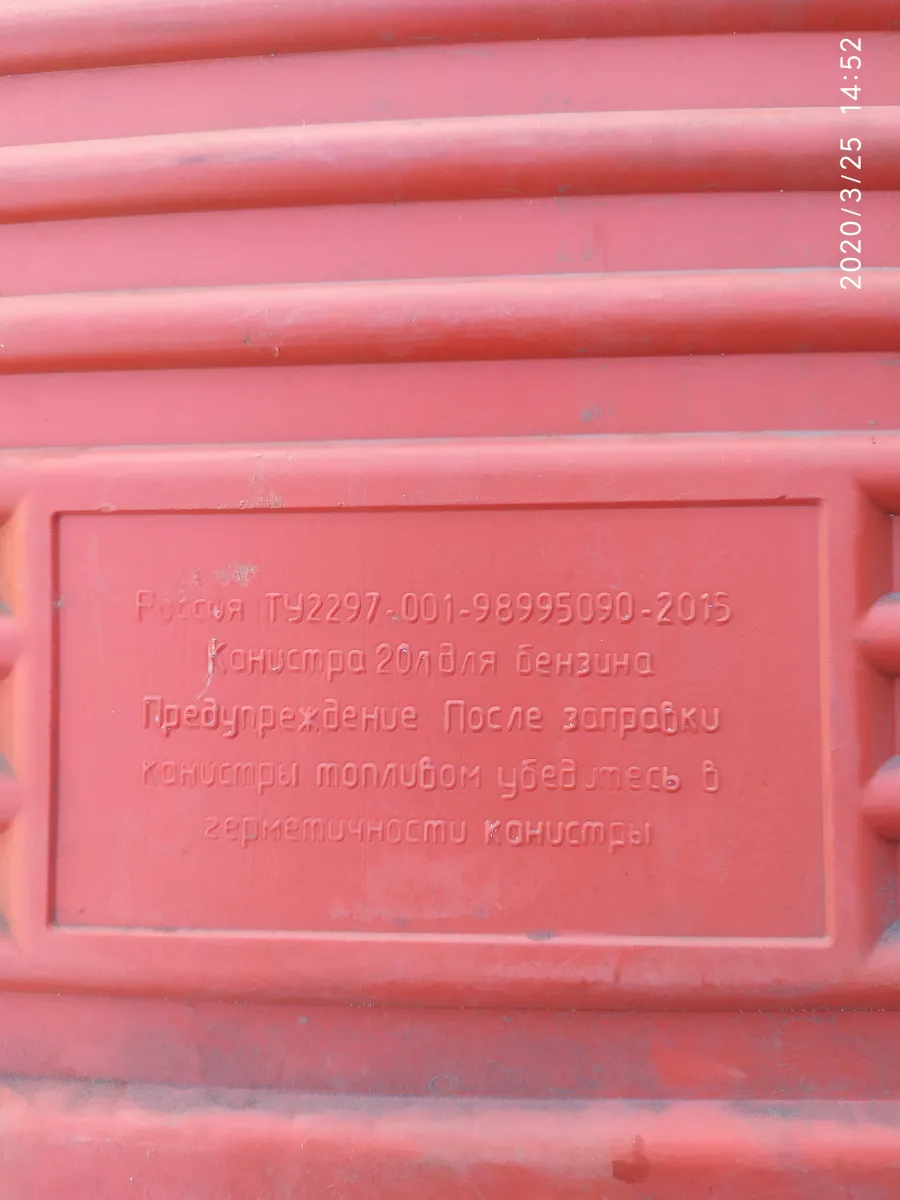 Россия ТУ2297-001-98995090-2015
Канистра 20л для бензина
Предупреждение После заправки
канистры топливом убедитесь в
герметичности канистры
2020/3/25 14:52